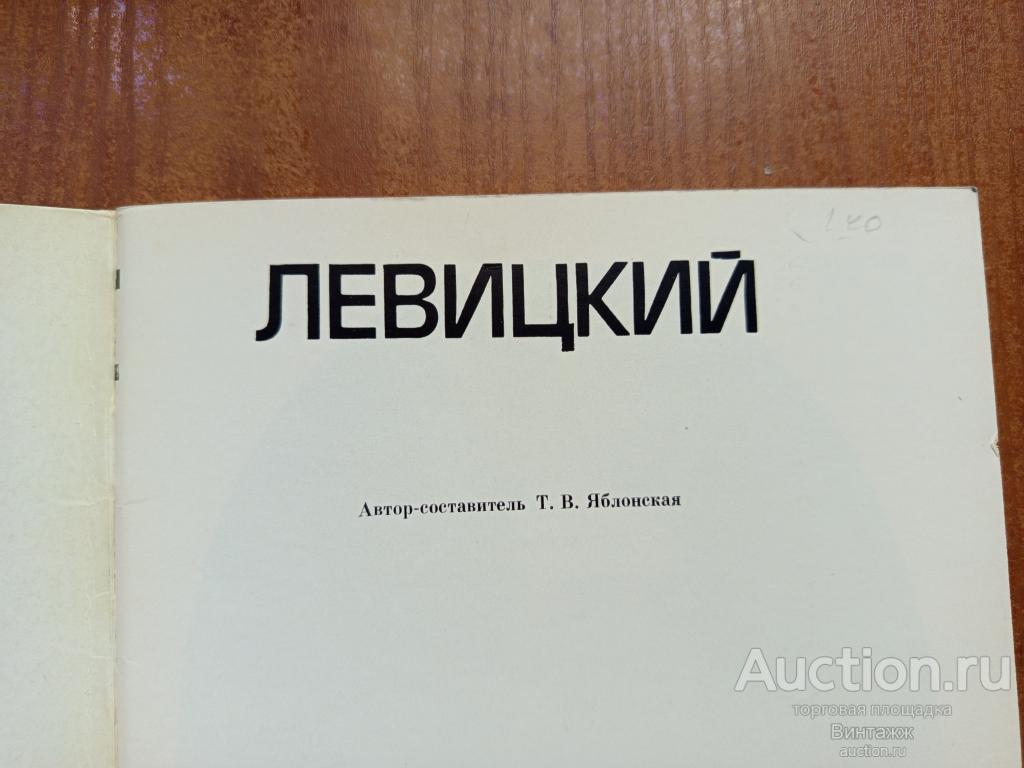 ЛЕВИЦКИЙ
Автор-составитель Т. В. Яблонская
Auction.ru
торговая площадка
Винтажж
auction.ru